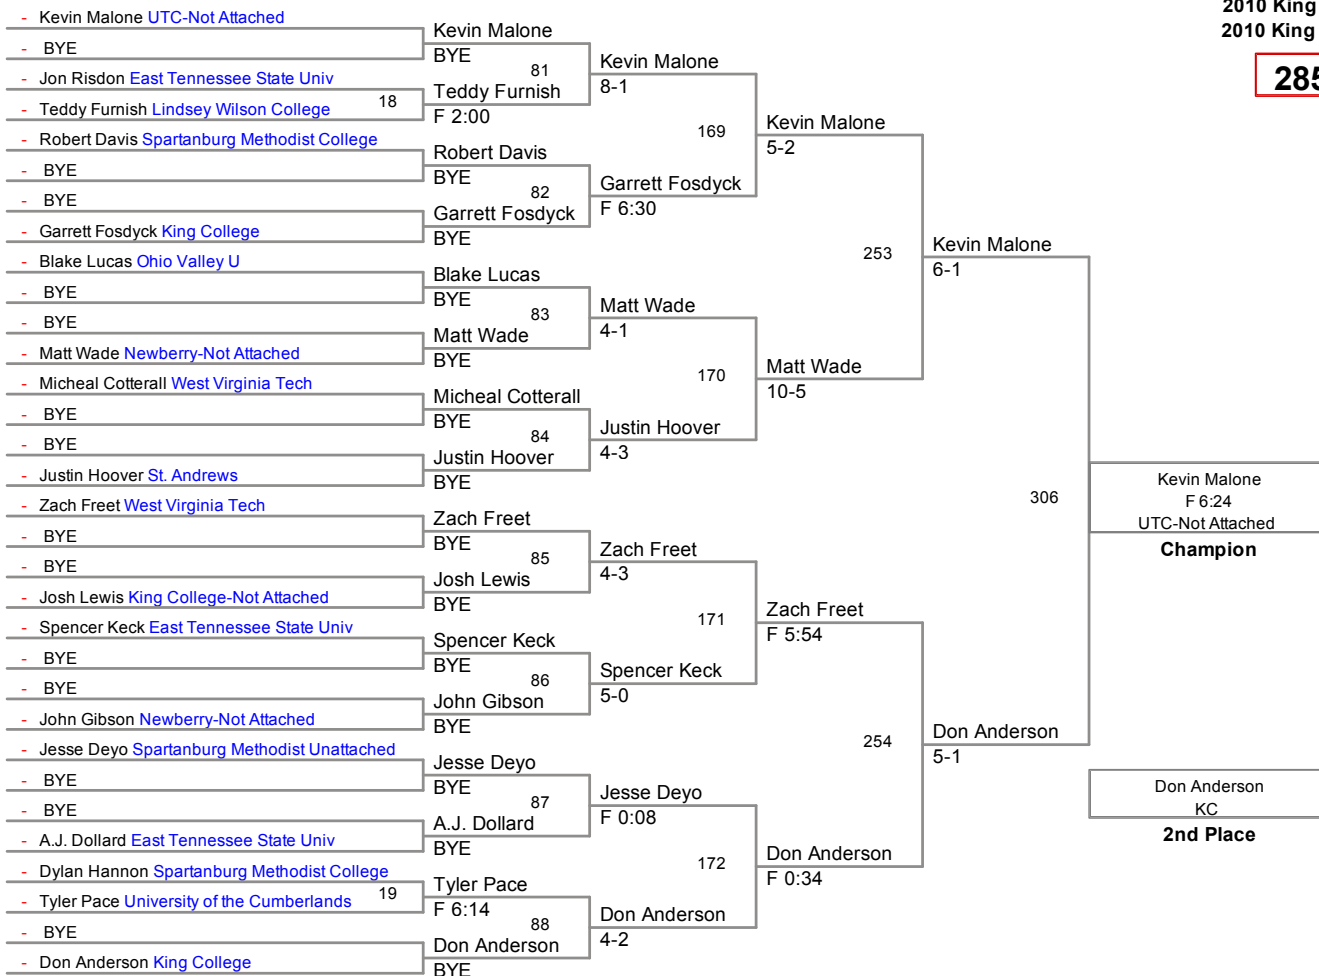 2010 King
2010 King
285
- Kevin Malone UTC-Not Attached
- BYE
- Jon Risdon East Tennessee State Univ
- Teddy Furnish Lindsey Wilson College 18
- Robert Davis Spartanburg Methodist College
- BYE
- BYE
- Garrett Fosdyck King College
- Blake Lucas Ohio Valley U
- BYE
- BYE
- Matt Wade Newberry-Not Attached
- Micheal Cotterall West Virginia Tech
- BYE
- BYE
- Justin Hoover St. Andrews
- Zach Freet West Virginia Tech
- BYE
- BYE
- Josh Lewis King College-Not Attached
- Spencer Keck East Tennessee State Univ
- BYE
- BYE
- John Gibson Newberry-Not Attached
- Jesse Deyo Spartanburg Methodist Unattached
- BYE
- BYE
- A.J. Dollard East Tennessee State Univ
- Dylan Hannon Spartanburg Methodist College
- Tyler Pace University of the Cumberlands 19
- BYE
- Don Anderson King College
Kevin Malone
BYE
81
Teddy Furnish
F 2:00
Robert Davis
BYE
82
Garrett Fosdyck
BYE
Blake Lucas
BYE
83
Matt Wade
BYE
Micheal Cotterall
BYE
84
Justin Hoover
BYE
Zach Freet
BYE
85
Josh Lewis
BYE
Spencer Keck
BYE
86
John Gibson
BYE
Jesse Deyo
BYE
87
A.J. Dollard
BYE
Tyler Pace
F 6:14
88
Don Anderson
BYE
Kevin Malone
8-1
169
Garrett Fosdyck
F 6:30
Matt Wade
4-1
170
Justin Hoover
4-3
Zach Freet
4-3
171
Spencer Keck
5-0
Jesse Deyo
F 0:08
172
Don Anderson
4-2
Kevin Malone
5-2
253
Matt Wade
10-5
Zach Freet
F 5:54
254
Don Anderson
F 0:34
Kevin Malone
6-1
306
Don Anderson
5-1
Kevin Malone
F 6:24
UTC-Not Attached
Champion
Don Anderson
KC
2nd Place